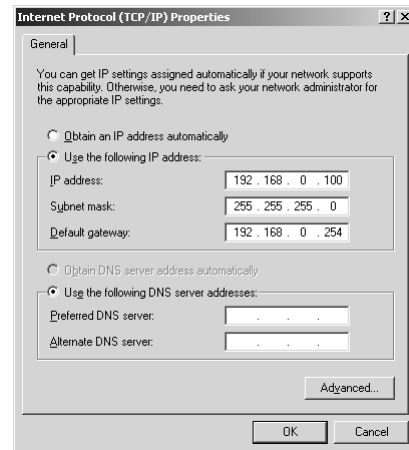 Internet Protocol (TCP/IP) Properties
General
You can get IP settings assigned automatically if your network supports
this capability. Otherwise, you need to ask your network administrator for
the appropriate IP settings.
Obtain an IP address automatically
Use the following IP address:
IP address: 192 . 168 . 0 . 100
Subnet mask: 255 . 255 . 255 . 0
Default gateway: 192 . 168 . 0 . 254
Obtain DNS server address automatically
Use the following DNS server addresses:
Preferred DNS server: . . .
Alternate DNS server: . . .
Advanced...
OK Cancel